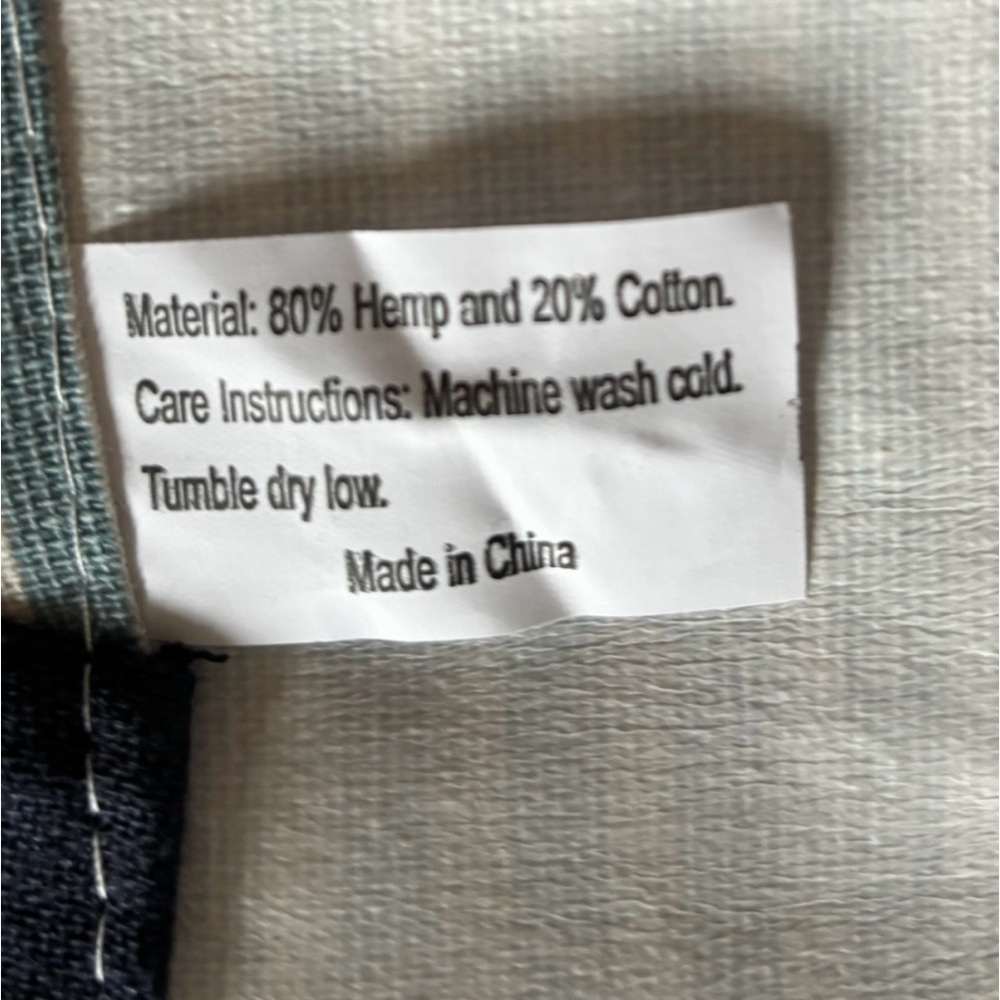 Material: 80% Hemp and 20% Cotton.
Care Instructions: Machine wash cold.
Tumble dry low.
Made in China